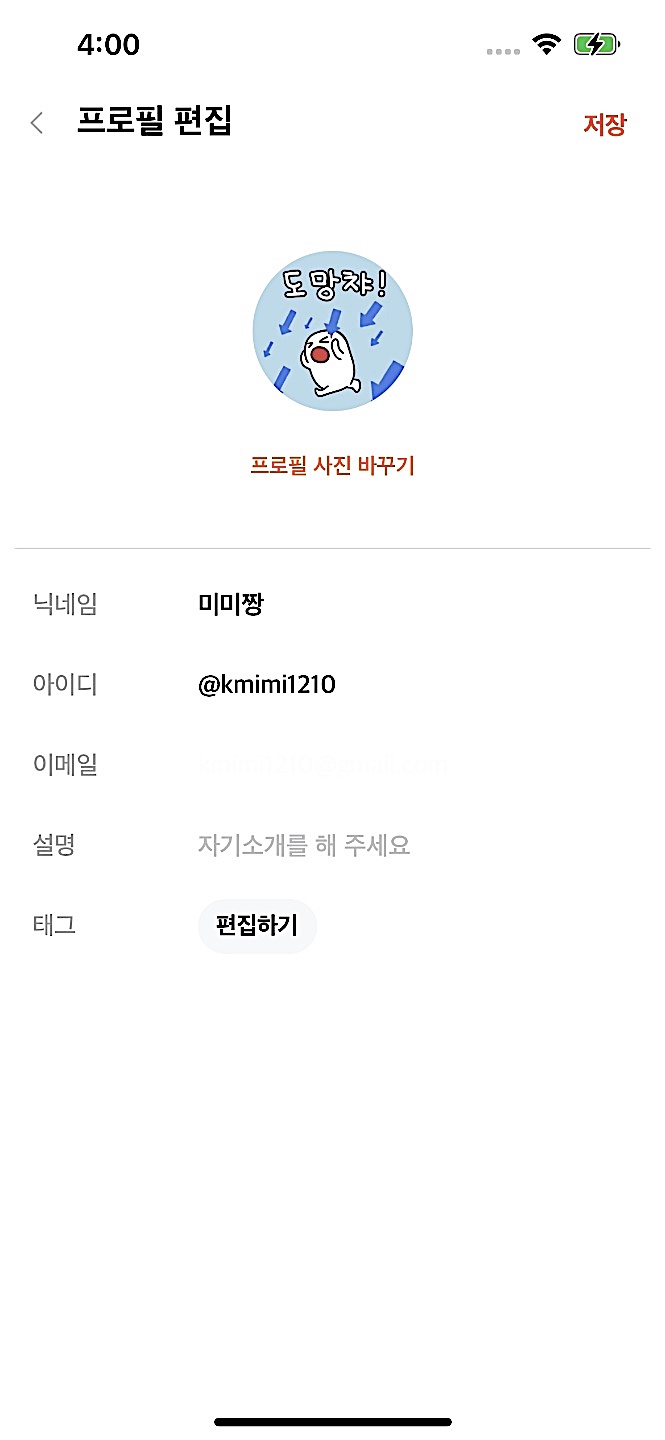 4:00
프로필 편집
저장
도망챠!
프로필 사진 바꾸기
닉네임 미미짱
아이디 @kmimi1210
이메일
설명 자기소개를 해 주세요
태그 편집하기